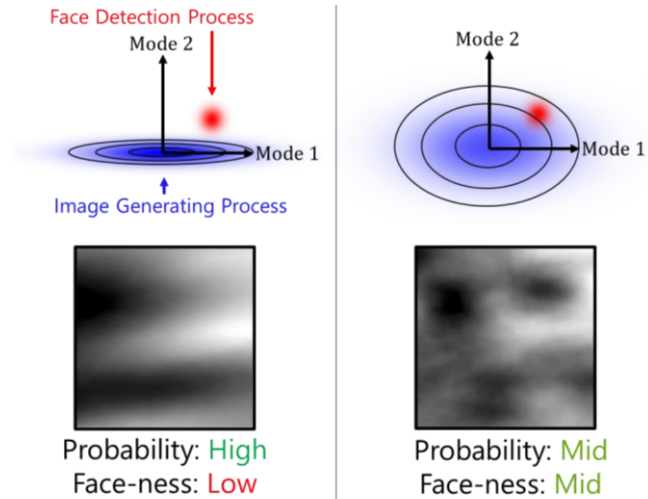 Face Detection Process
Mode 2
Mode 1
Image Generating Process
Probability: High
Face-ness: Low
Mode 2
Mode 1
Probability: Mid
Face-ness: Mid